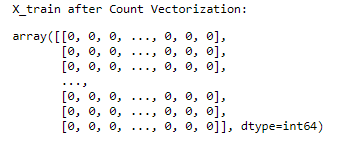 X_train after Count Vectorization:
array([[0, 0, 0, ..., 0, 0, 0],
       [0, 0, 0, ..., 0, 0, 0],
       [0, 0, 0, ..., 0, 0, 0],
       ...,
       [0, 0, 0, ..., 0, 0, 0],
       [0, 0, 0, ..., 0, 0, 0],
       [0, 0, 0, ..., 0, 0, 0]], dtype=int64)